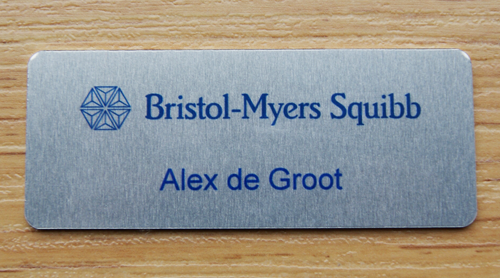 Bristol-Myers Squibb
Alex de Groot